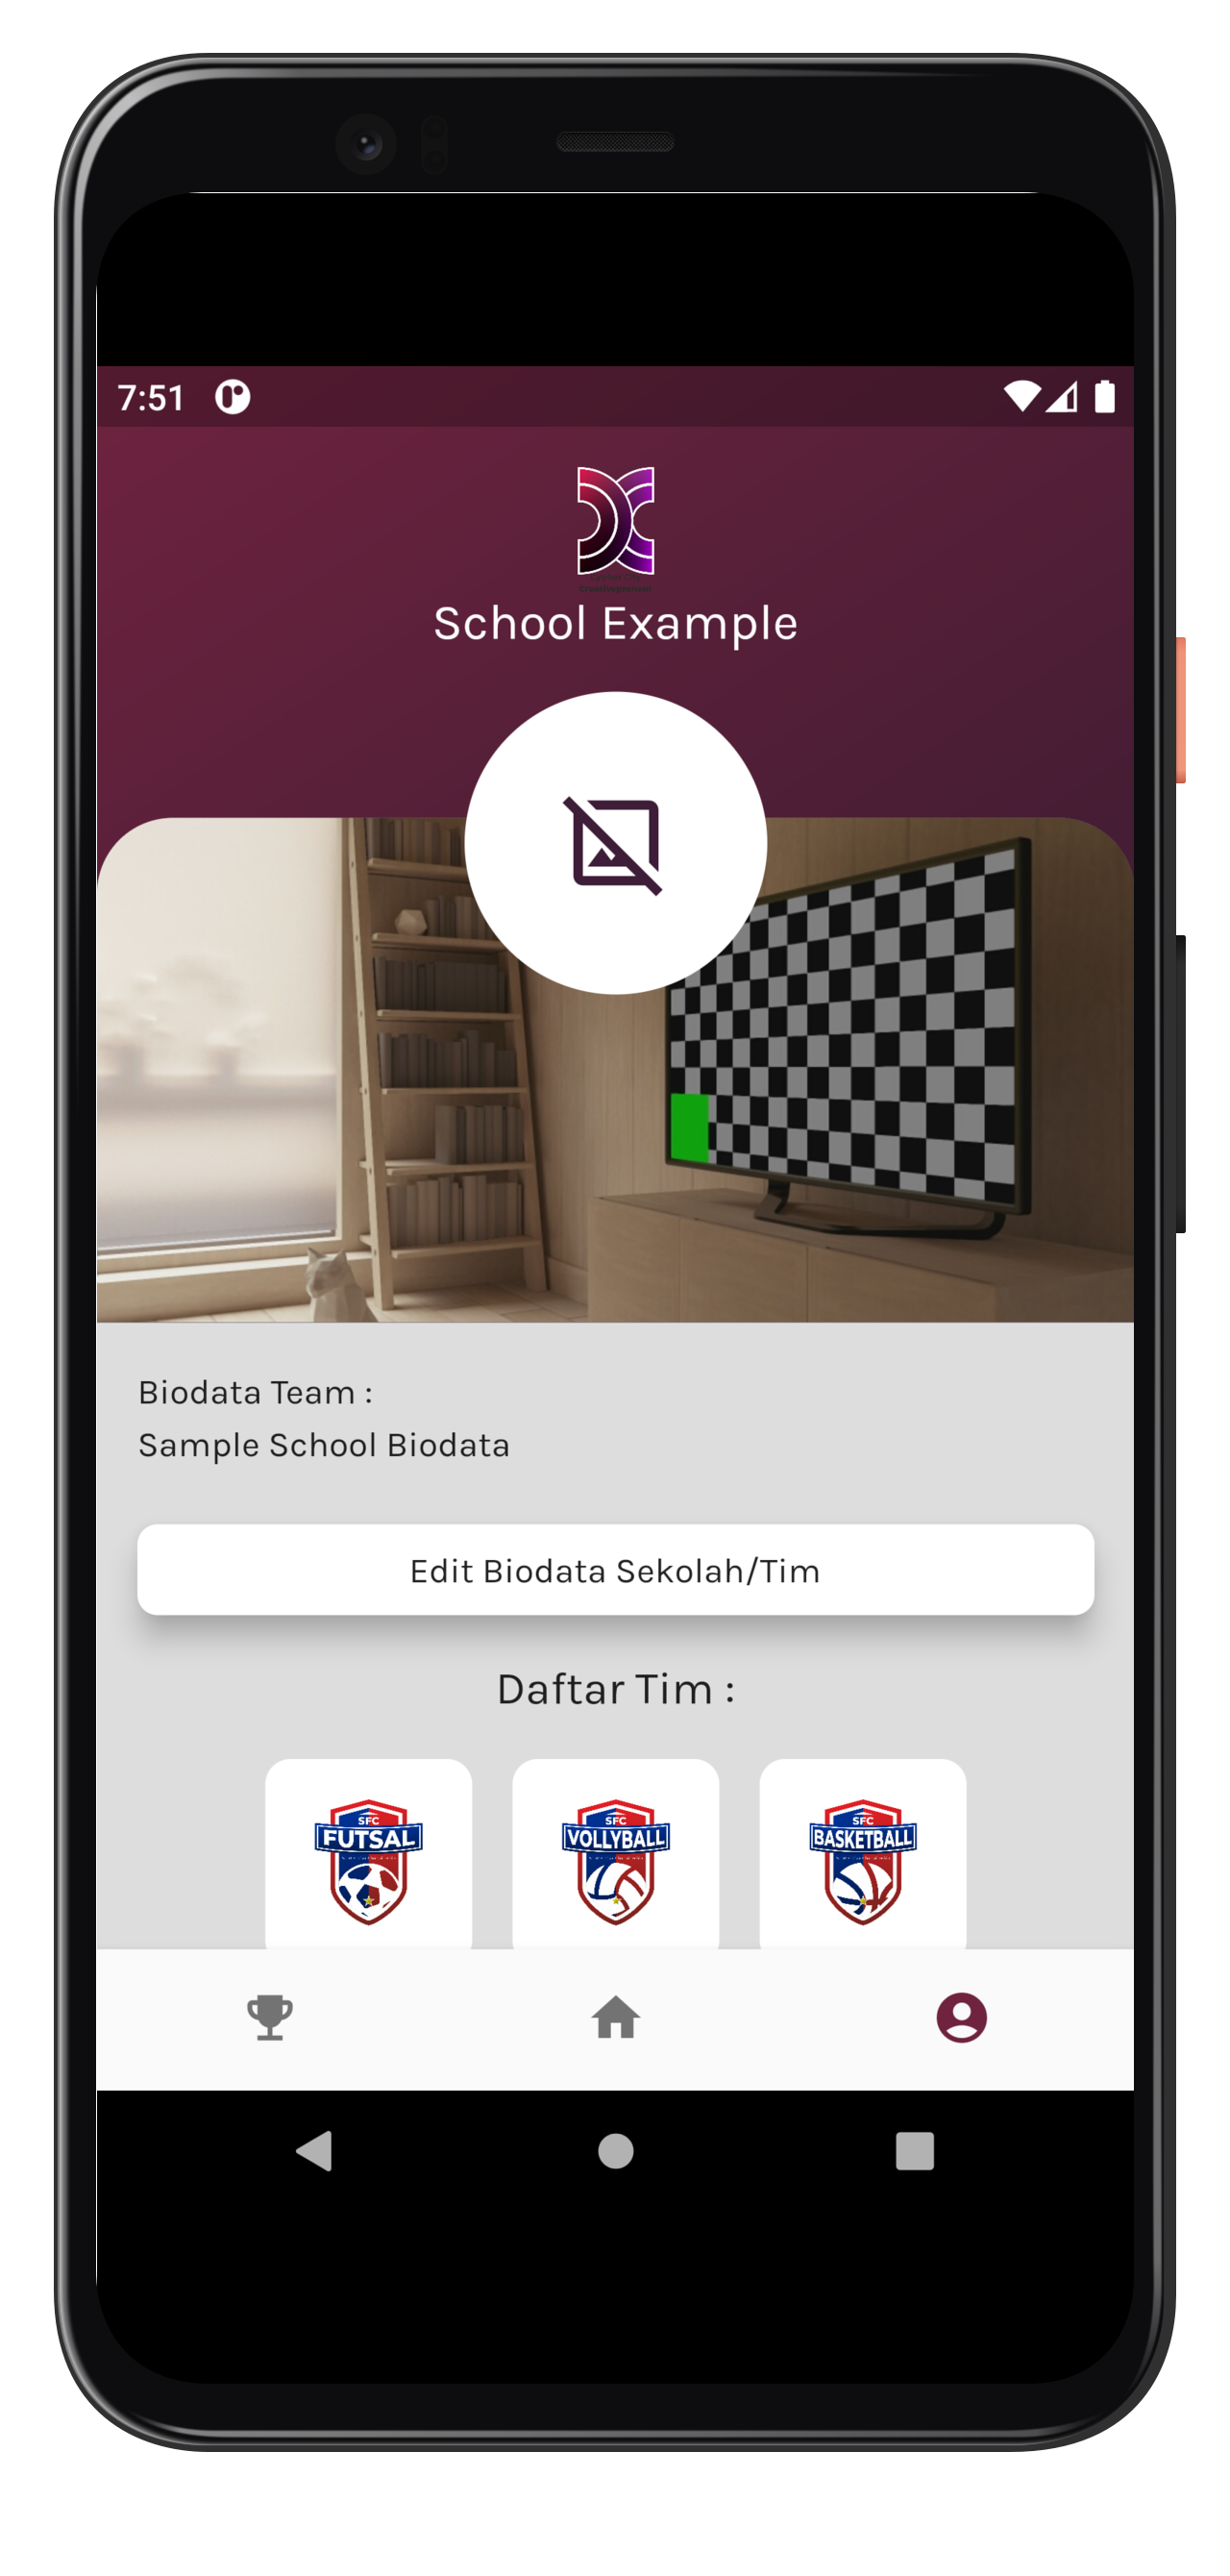 7:51
School Example
Biodata Team :
Sample School Biodata
Edit Biodata Sekolah/Tim
Daftar Tim :
SFC
FUTSAL
SFC
VOLLYBALL
SFC
BASKETBALL